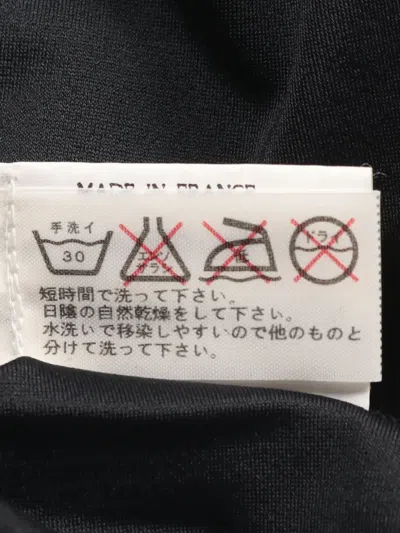 MADE IN FRANCE
手洗イ
30
エンソ
サラシ
低
ドライ
短時間で洗って下さい。
日陰の自然乾燥をして下さい。
水洗いで移染しやすいので他のものと
分けて洗って下さい。